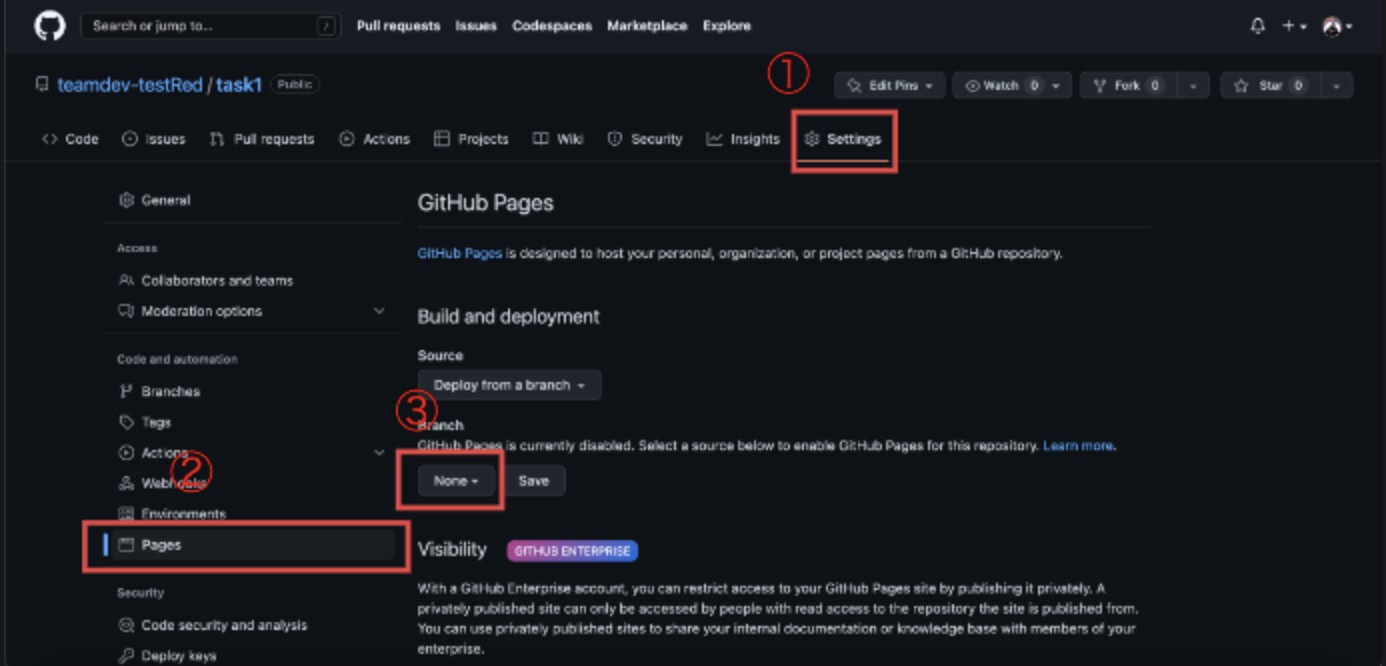 Search or jump to... /
Pull requests Issues Codespaces Marketplace Explore
teamdev-testRed / task1 Public
①
Edit Pins Watch 0 Fork 0 Star 0
Code Issues Pull requests Actions Projects Wiki Security Insights Settings
General
Access
Collaborators and teams
Moderation options
Code and automation
Branches
Tags
Actions
②
Webhooks
Environments
Pages
Security
Code security and analysis
Deploy keys
GitHub Pages
GitHub Pages is designed to host your personal, organization, or project pages from a GitHub repository.
Build and deployment
Source
Deploy from a branch
③
Branch
GitHub Pages is currently disabled. Select a source below to enable GitHub Pages for this repository. Learn more.
None Save
Visibility GITHUB ENTERPRISE
With a GitHub Enterprise account, you can restrict access to your GitHub Pages site by publishing it privately. A
privately published site can only be accessed by people with read access to the repository the site is published from.
You can use privately published sites to share your internal documentation or knowledge base with members of your
enterprise.